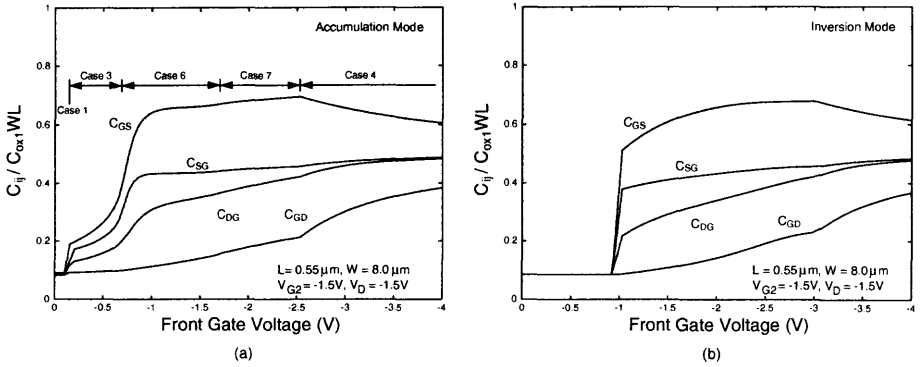 Accumulation Mode
Case 1
Case 3
Case 6
Case 7
Case 4
C_GS
C_SG
C_DG
C_GD
L= 0.55 μm, W = 8.0 μm
V_G2 = -1.5V, V_D = -1.5V
C_ij / C_ox1 WL
1
0.8
0.6
0.4
0.2
0
0 -0.5 -1 -1.5 -2 -2.5 -3 -3.5 -4
Front Gate Voltage (V)
(a)
Inversion Mode
C_GS
C_SG
C_DG
C_GD
L= 0.55 μm, W = 8.0 μm
V_G2 = -1.5V, V_D = -1.5V
C_ij / C_ox1 WL
1
0.8
0.6
0.4
0.2
0
0 -0.5 -1 -1.5 -2 -2.5 -3 -3.5 -4
Front Gate Voltage (V)
(b)